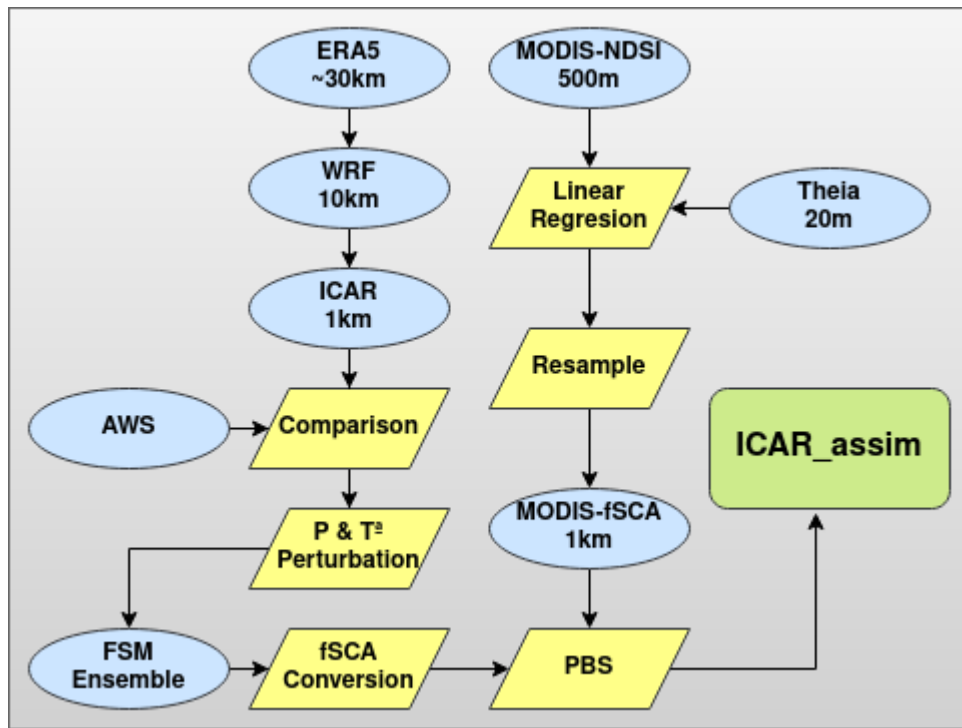 ERA5
~30km
MODIS-NDSI
500m
WRF
10km
Linear
Regresion
Theia
20m
ICAR
1km
Resample
AWS
Comparison
ICAR_assim
P & Tª
Perturbation
MODIS-fSCA
1km
FSM
Ensemble
fSCA
Conversion
PBS